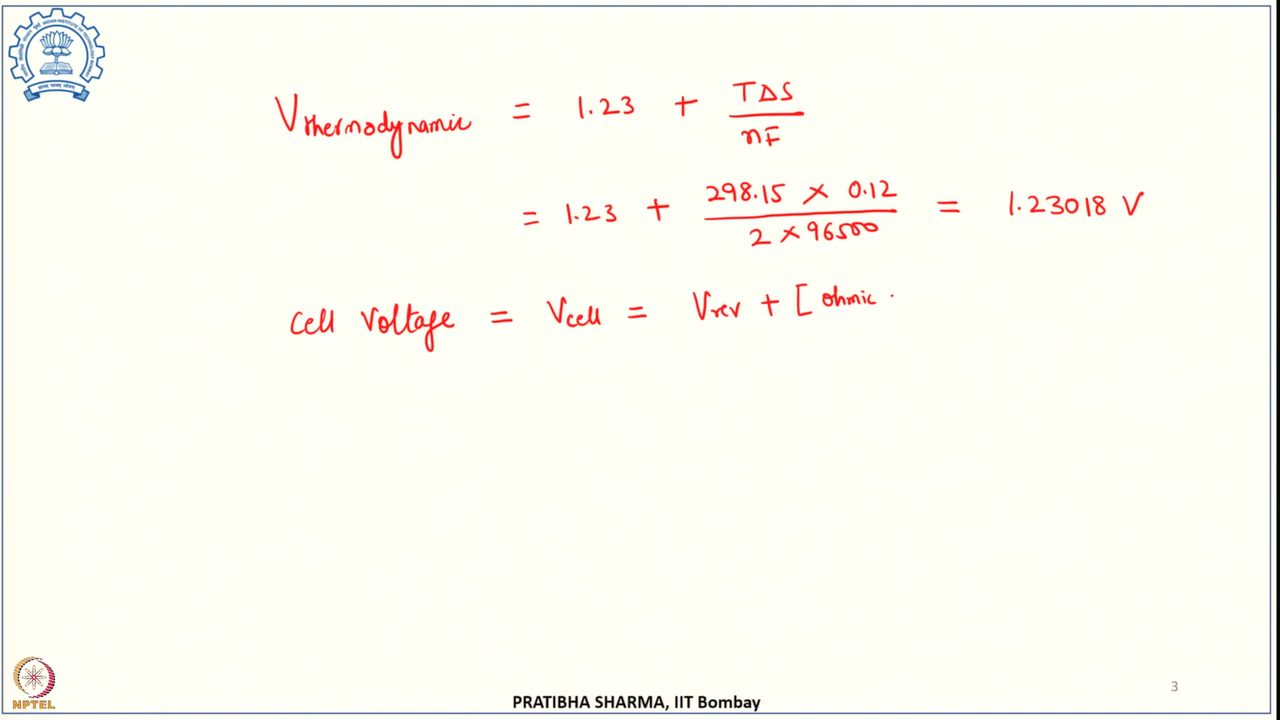 V thermodynamic = 1.23 + TΔS / nF
= 1.23 + 298.15 × 0.12 / 2 × 96500 = 1.23018 V
Cell Voltage = Vcell = Vrev + [ ohmic
NPTEL
PRATIBHA SHARMA, IIT Bombay
3